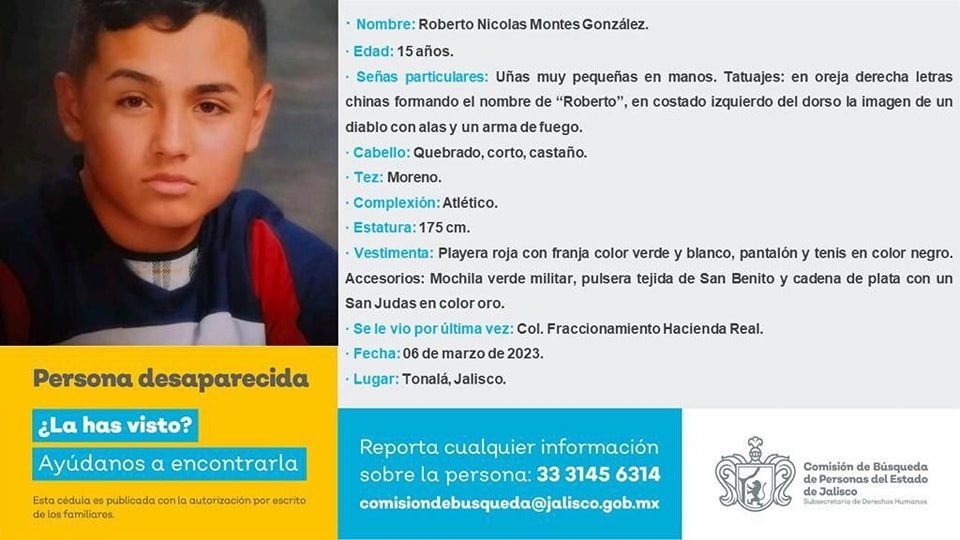 · Nombre: Roberto Nicolas Montes González.
· Edad: 15 años.
· Señas particulares: Uñas muy pequeñas en manos. Tatuajes: en oreja derecha letras
chinas formando el nombre de “Roberto”, en costado izquierdo del dorso la imagen de un
diablo con alas y un arma de fuego.
· Cabello: Quebrado, corto, castaño.
· Tez: Moreno.
· Complexión: Atlético.
· Estatura: 175 cm.
· Vestimenta: Playera roja con franja color verde y blanco, pantalón y tenis en color negro.
Accesorios: Mochila verde militar, pulsera tejida de San Benito y cadena de plata con un
San Judas en color oro.
· Se le vio por última vez: Col. Fraccionamiento Hacienda Real.
· Fecha: 06 de marzo de 2023.
· Lugar: Tonalá, Jalisco.
Persona desaparecida
¿La has visto?
Ayúdanos a encontrarla
Esta cédula es publicada con la autorización por escrito
de los familiares.
Reporta cualquier información
sobre la persona: 33 3145 6314
comisiondebusqueda@jalisco.gob.mx
Comisión de Búsqueda
de Personas del Estado
de Jalisco
Subsecretaría de Derechos Humanos